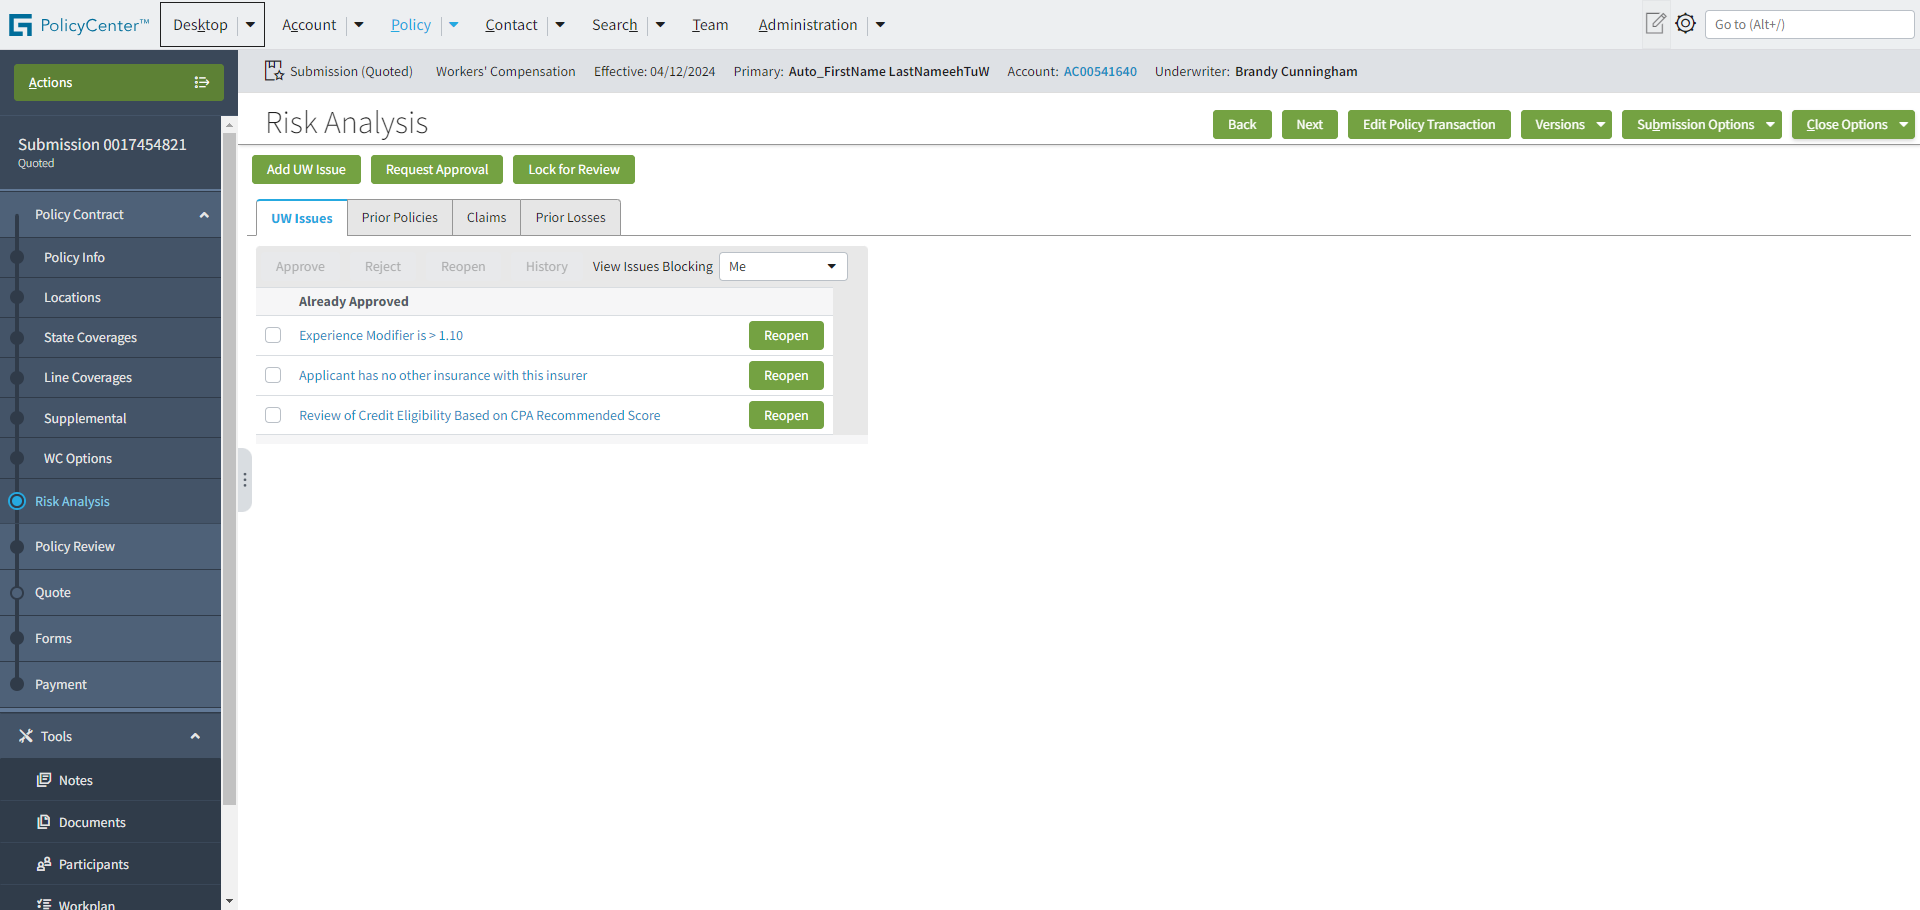 PolicyCenter™
Desktop
Account
Policy
Contact
Search
Team
Administration
Go to (Alt+/)
Actions
Submission (Quoted) Workers' Compensation Effective: 04/12/2024 Primary: Auto_FirstName LastNameehTuW Account: AC00541640 Underwriter: Brandy Cunningham
Submission 0017454821
Quoted
Risk Analysis
Back
Next
Edit Policy Transaction
Versions
Submission Options
Close Options
Add UW Issue
Request Approval
Lock for Review
UW Issues
Prior Policies
Claims
Prior Losses
Approve
Reject
Reopen
History
View Issues Blocking
Me
Already Approved
Experience Modifier is > 1.10
Reopen
Applicant has no other insurance with this insurer
Reopen
Review of Credit Eligibility Based on CPA Recommended Score
Reopen
Policy Contract
Policy Info
Locations
State Coverages
Line Coverages
Supplemental
WC Options
Risk Analysis
Policy Review
Quote
Forms
Payment
Tools
Notes
Documents
Participants
Workplan